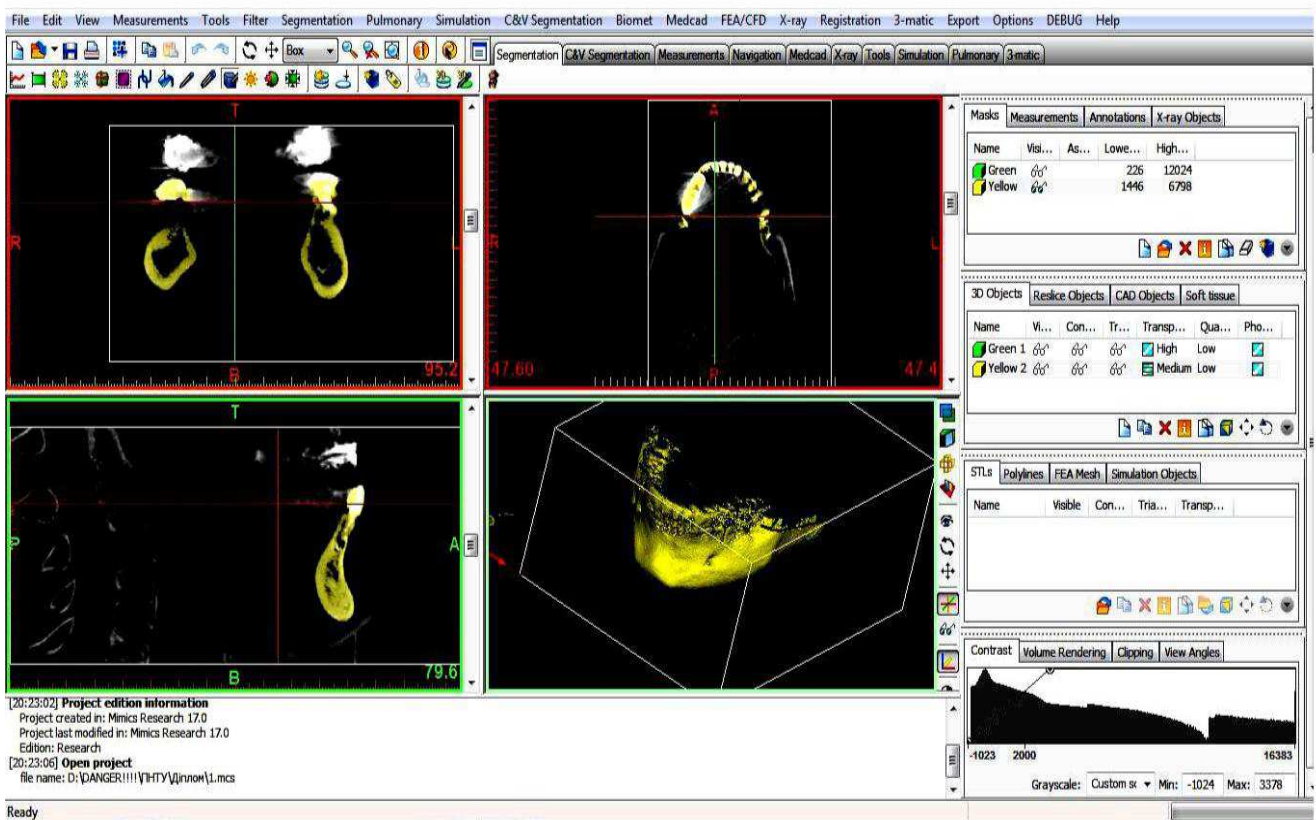 File Edit View Measurements Tools Filter Segmentation Pulmonary Simulation C&V Segmentation Biomet Medcad FEA/CFD X-ray Registration 3-matic Export Options DEBUG Help
Box
Segmentation C&V Segmentation Measurements Navigation Medcad X-ray Tools Simulation Pulmonary 3-matic
T
R
L
B
95.2
A
R
L
P
47.60
47.4
T
P
A
B
79.6
Masks Measurements Annotations X-ray Objects
Name Visi... As... Lowe... High...
Green 226 12024
Yellow 1446 6798
3D Objects Reslice Objects CAD Objects Soft tissue
Name Vi... Con... Tr... Transp... Qua... Pho...
Green 1 High Low
Yellow 2 Medium Low
STLs Polylines FEA Mesh Simulation Objects
Name Visible Con... Tria... Transp...
Contrast Volume Rendering Clipping View Angles
-1023 2000 16383
Grayscale: Custom sc Min: -1024 Max: 3378
[20:23:02] Project edition information
Project created in: Mimics Research 17.0
Project last modified in: Mimics Research 17.0
Edition: Research
[20:23:06] Open project
file name: D:\DANGER!!!!\ПНТУ\Діплом\1.mcs
Ready